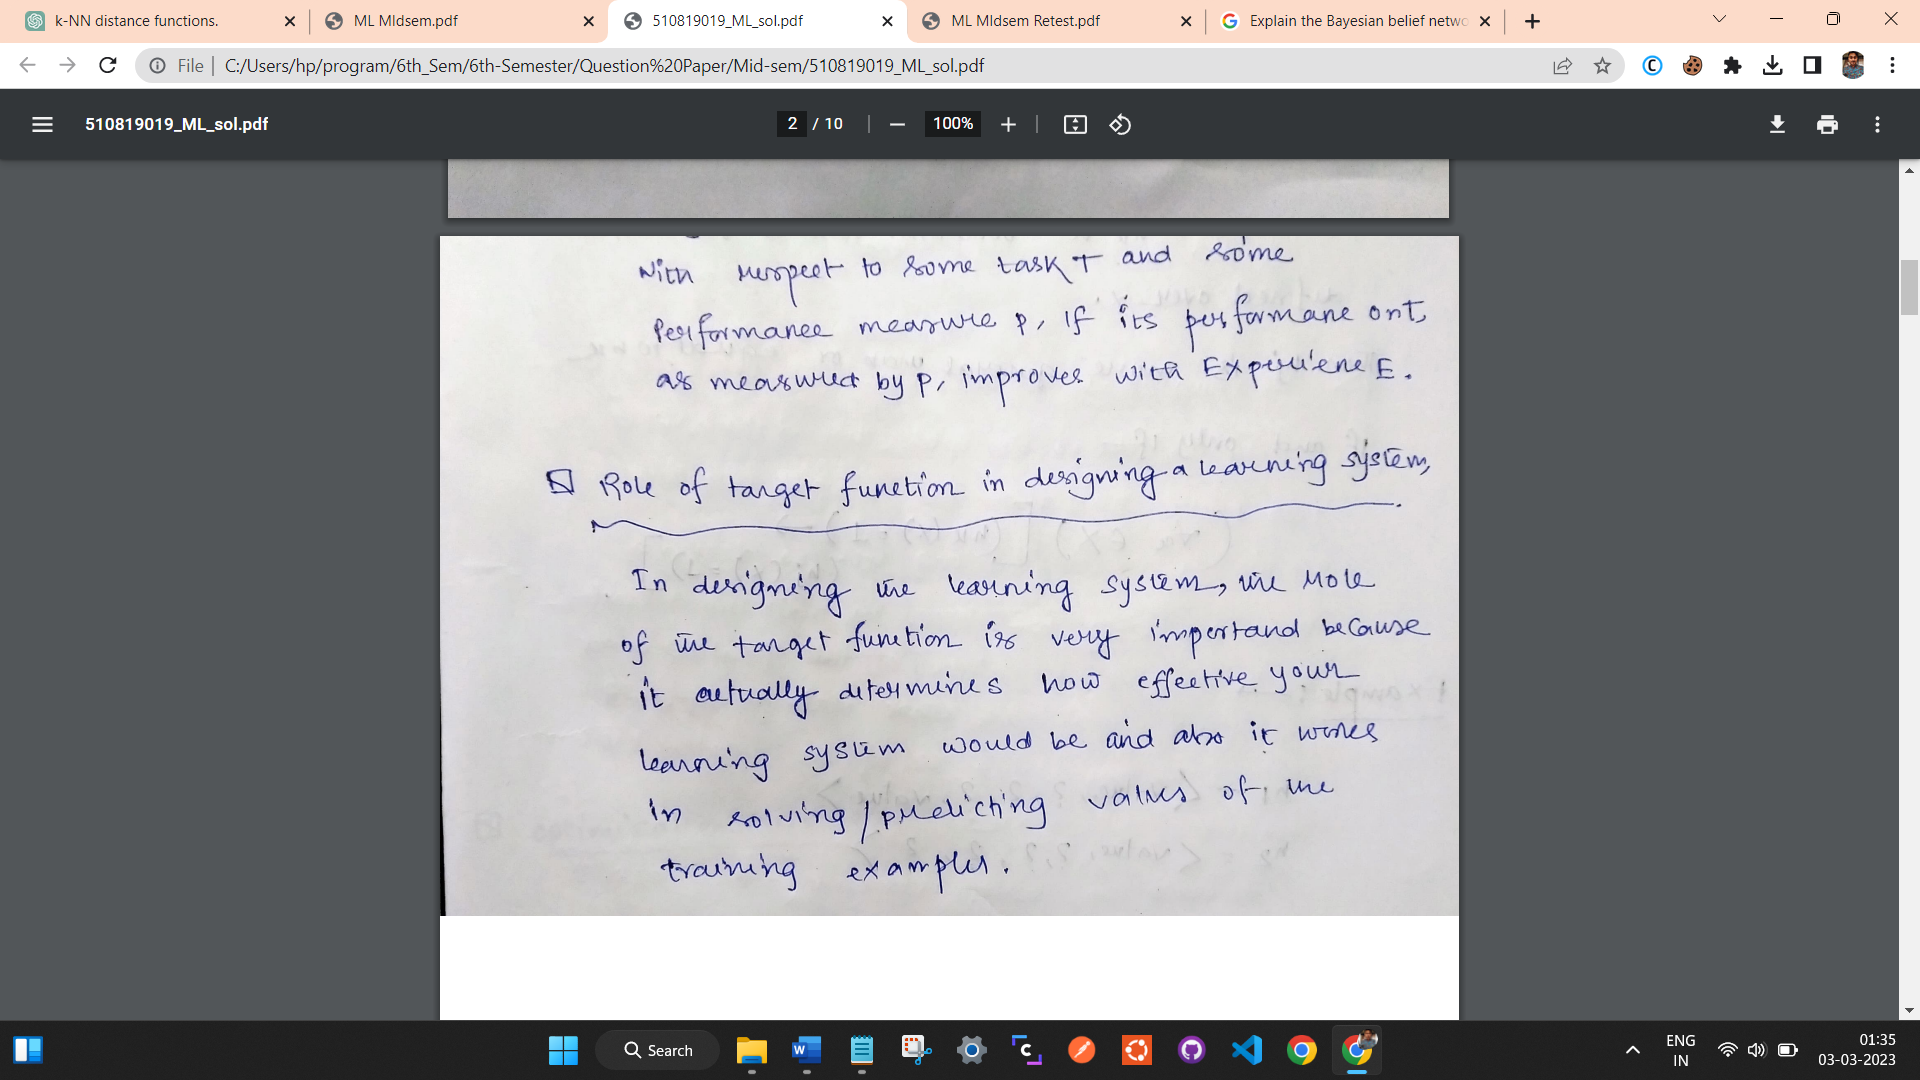 k-NN distance functions.
ML MIdsem.pdf
510819019_ML_sol.pdf
ML MIdsem Retest.pdf
Explain the Bayesian belief netwo
File
C:/Users/hp/program/6th_Sem/6th-Semester/Question%20Paper/Mid-sem/510819019_ML_sol.pdf
510819019_ML_sol.pdf
2 / 10
100%
With respect to some task T and some
Performance measure p, if its performane on t,
as measured by p, improves with Experiene E.
Role of target function in designing a learning system,
In designing the learning system, the role
of the target function is very impertand because
it actually determines how effective your
learning system would be and also it works
in solving/predicting values of the
training examples.
Search
ENG
IN
01:35
03-03-2023